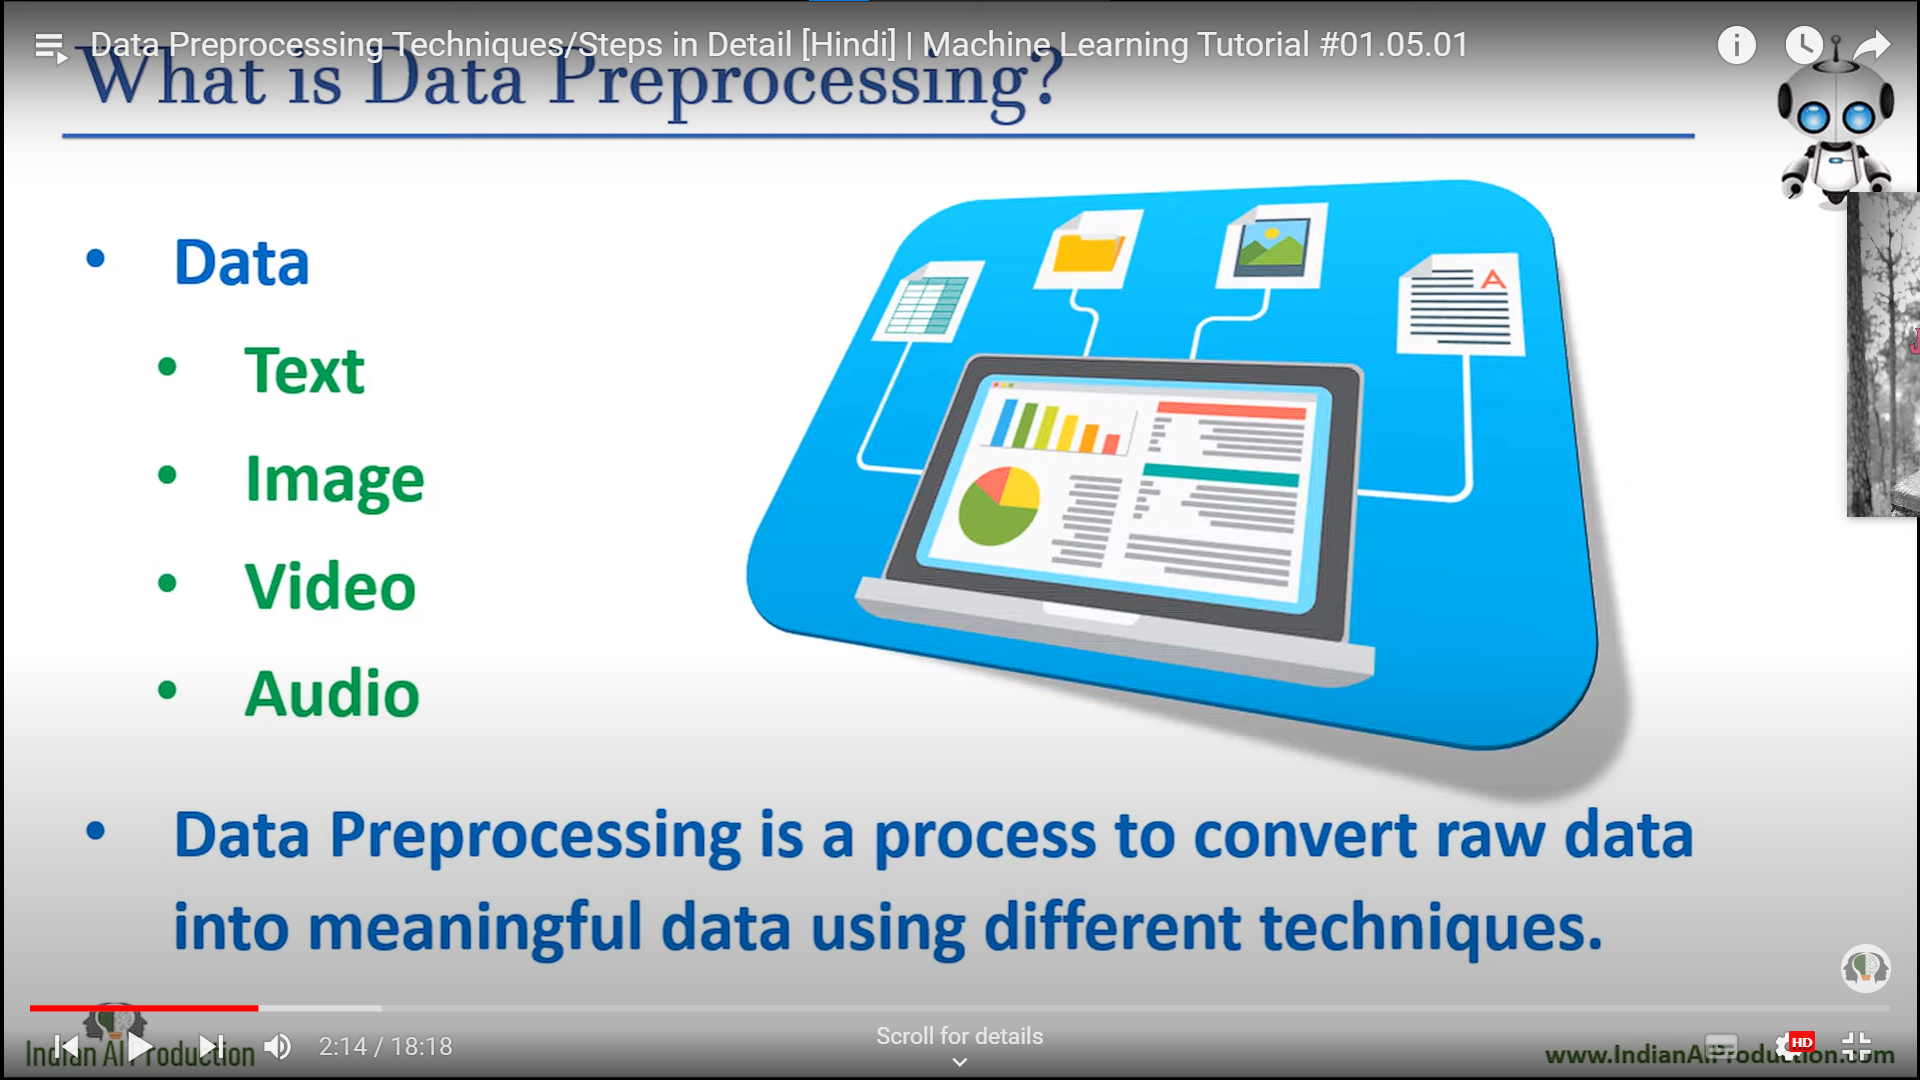 Data Preprocessing Techniques/Steps in Detail [Hindi] | Machine Learning Tutorial #01.05.01
What is Data Preprocessing?
• Data
• Text
• Image
• Video
• Audio
A
• Data Preprocessing is a process to convert raw data
into meaningful data using different techniques.
Scroll for details
2:14 / 18:18
HD
Indian AI Production
www.IndianAIProduction.com